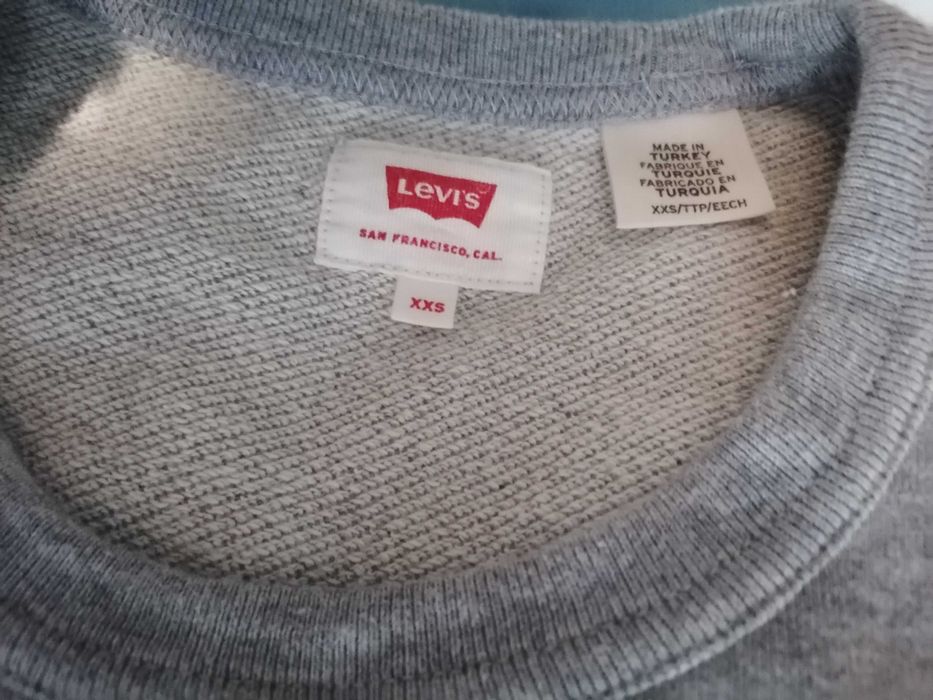 Levi's
SAN FRANCISCO, CAL.
XXS
MADE IN
TURKEY
FABRIQUE EN
TURQUIE
FABRICADO EN
TURQUIA
XXS/TTP/EECH